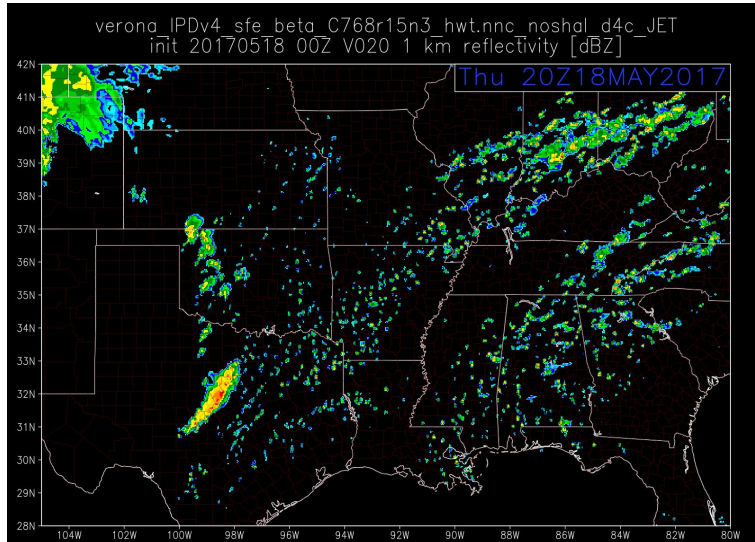 verona_IPDv4_sfe_beta_C768r15n3_hwt.nnc_noshal_d4c_JET
init 20170518 00Z V020 1 km reflectivity [dBZ]
Thu 20Z18MAY2017
42N
41N
40N
39N
38N
37N
36N
35N
34N
33N
32N
31N
30N
29N
28N
104W 102W 100W 98W 96W 94W 92W 90W 88W 86W 84W 82W 80W